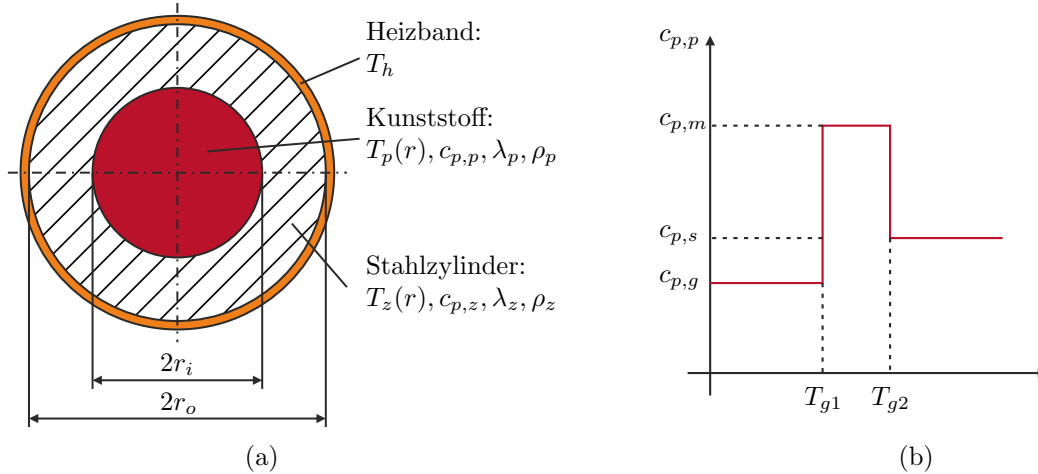 Heizband:
T_h
Kunststoff:
T_p(r), c_{p,p}, λ_p, ρ_p
Stahlzylinder:
T_z(r), c_{p,z}, λ_z, ρ_z
2r_i
2r_o
(a)
c_{p,p}
c_{p,m}
c_{p,s}
c_{p,g}
T_{g1} T_{g2}
(b)